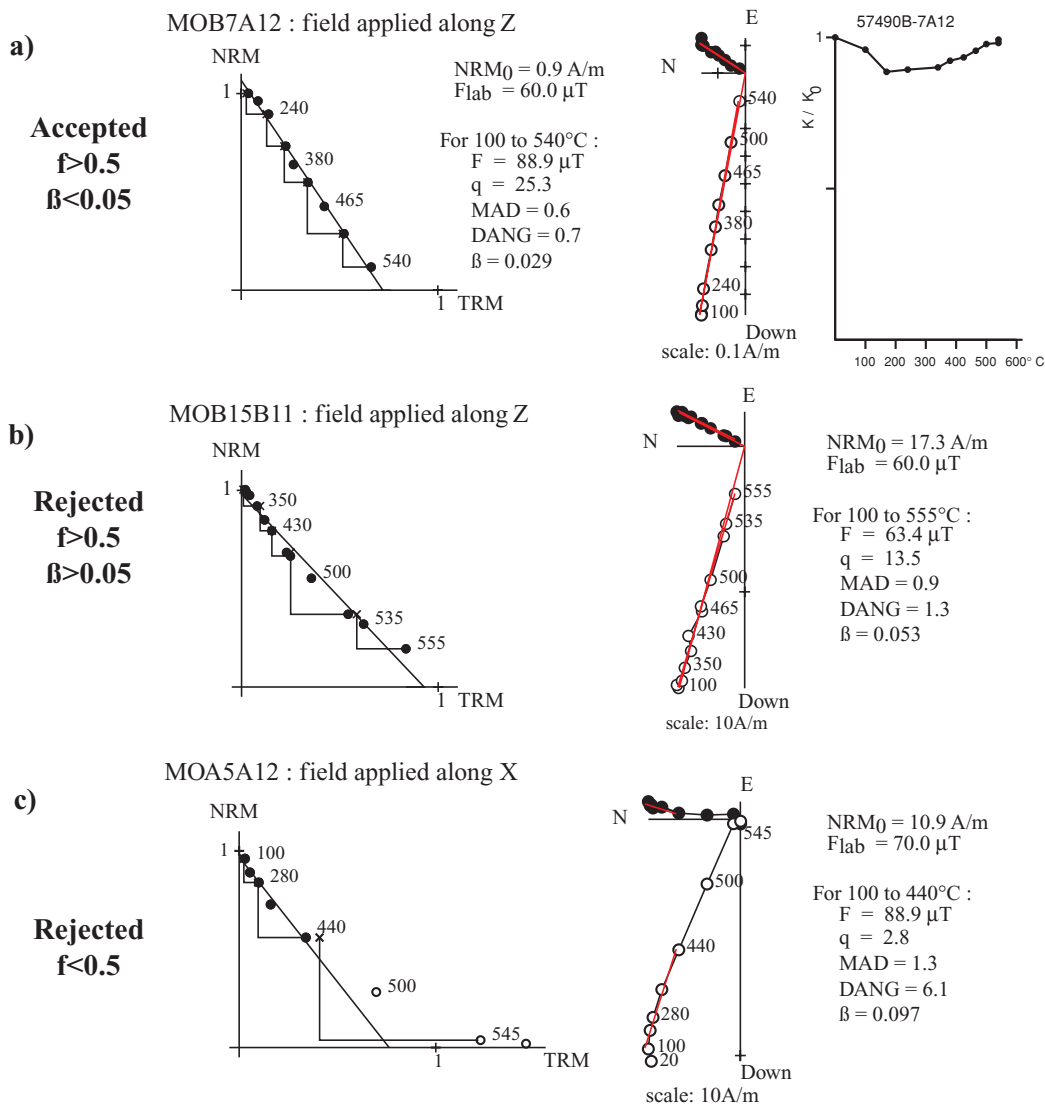 a)
MOB7A12 : field applied along Z
Accepted
f>0.5
ß<0.05
NRM
1
240
380
465
540
1
TRM
NRM0 = 0.9 A/m
Flab = 60.0 µT
For 100 to 540°C :
F = 88.9 µT
q = 25.3
MAD = 0.6
DANG = 0.7
ß = 0.029
E
N
540
500
465
380
240
100
Down
scale: 0.1A/m
57490B-7A12
1
K / K0
100 200 300 400 500 600° C
b)
MOB15B11 : field applied along Z
Rejected
f>0.5
ß>0.05
NRM
1
350
430
500
535
555
1
TRM
E
N
555
535
500
465
430
350
100
Down
scale: 10A/m
NRM0 = 17.3 A/m
Flab = 60.0 µT
For 100 to 555°C :
F = 63.4 µT
q = 13.5
MAD = 0.9
DANG = 1.3
ß = 0.053
c)
MOA5A12 : field applied along X
Rejected
f<0.5
NRM
1
100
280
440
500
545
1
TRM
E
N
545
500
440
280
100
20
Down
scale: 10A/m
NRM0 = 10.9 A/m
Flab = 70.0 µT
For 100 to 440°C :
F = 88.9 µT
q = 2.8
MAD = 1.3
DANG = 6.1
ß = 0.097